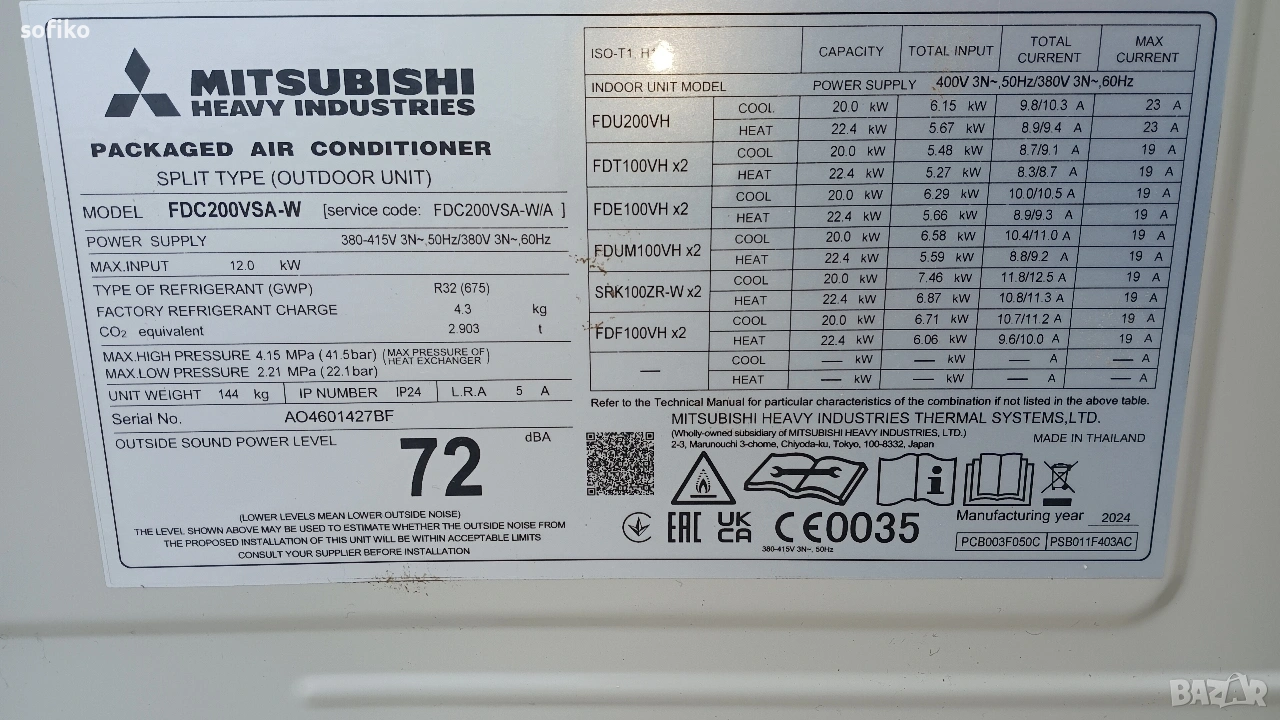 sofiko
MITSUBISHI
HEAVY INDUSTRIES
PACKAGED AIR CONDITIONER
SPLIT TYPE (OUTDOOR UNIT)
MODEL FDC200VSA-W [service code: FDC200VSA-W/A ]
POWER SUPPLY 380-415V 3N~,50Hz/380V 3N~,60Hz
MAX.INPUT 12.0 kW
TYPE OF REFRIGERANT (GWP) R32 (675)
FACTORY REFRIGERANT CHARGE 4.3 kg
CO₂ equivalent 2.903 t
MAX.HIGH PRESSURE 4.15 MPa (41.5bar) (MAX PRESSURE OF HEAT EXCHANGER)
MAX.LOW PRESSURE 2.21 MPa (22.1bar)
UNIT WEIGHT 144 kg IP NUMBER IP24 L.R.A 5 A
Serial No. AO4601427BF
OUTSIDE SOUND POWER LEVEL 72 dBA
(LOWER LEVELS MEAN LOWER OUTSIDE NOISE)
THE LEVEL SHOWN ABOVE MAY BE USED TO ESTIMATE WHETHER THE OUTSIDE NOISE FROM
THE PROPOSED INSTALLATION OF THIS UNIT WILL BE WITHIN ACCEPTABLE LIMITS
CONSULT YOUR SUPPLIER BEFORE INSTALLATION
ISO-T1, CAPACITY TOTAL INPUT TOTAL CURRENT MAX CURRENT
INDOOR UNIT MODEL POWER SUPPLY 400V 3N~,50Hz/380V 3N~,60Hz
FDU200VH COOL 20.0 kW 6.15 kW 9.8/10.3 A 23 A
HEAT 22.4 kW 5.67 kW 8.9/9.4 A 23 A
FDT100VH x2 COOL 20.0 kW 5.48 kW 8.7/9.1 A 19 A
HEAT 22.4 kW 5.27 kW 8.3/8.7 A 19 A
FDE100VH x2 COOL 20.0 kW 6.29 kW 10.0/10.5 A 19 A
HEAT 22.4 kW 5.66 kW 8.9/9.3 A 19 A
FDUM100VH x2 COOL 20.0 kW 6.58 kW 10.4/11.0 A 19 A
HEAT 22.4 kW 5.59 kW 8.8/9.2 A 19 A
SRK100ZR-W x2 COOL 20.0 kW 7.46 kW 11.8/12.5 A 19 A
HEAT 22.4 kW 6.87 kW 10.8/11.3 A 19 A
FDF100VH x2 COOL 20.0 kW 6.71 kW 10.7/11.2 A 19 A
HEAT 22.4 kW 6.06 kW 9.6/10.0 A 19 A
— COOL — kW — kW — A — A
HEAT — kW — kW — A — A
Refer to the Technical Manual for particular characteristics of the combination if not listed in the above table.
MITSUBISHI HEAVY INDUSTRIES THERMAL SYSTEMS,LTD.
(Wholly-owned subsidiary of MITSUBISHI HEAVY INDUSTRIES, LTD.)
2-3, Marunouchi 3-chome, Chiyoda-ku, Tokyo, 100-8332, Japan
MADE IN THAILAND
EAC UK CA CE0035
380-415V 3N~, 50Hz
Manufacturing year 2024
PCB003F050C PSB011F403AC
BAZAR